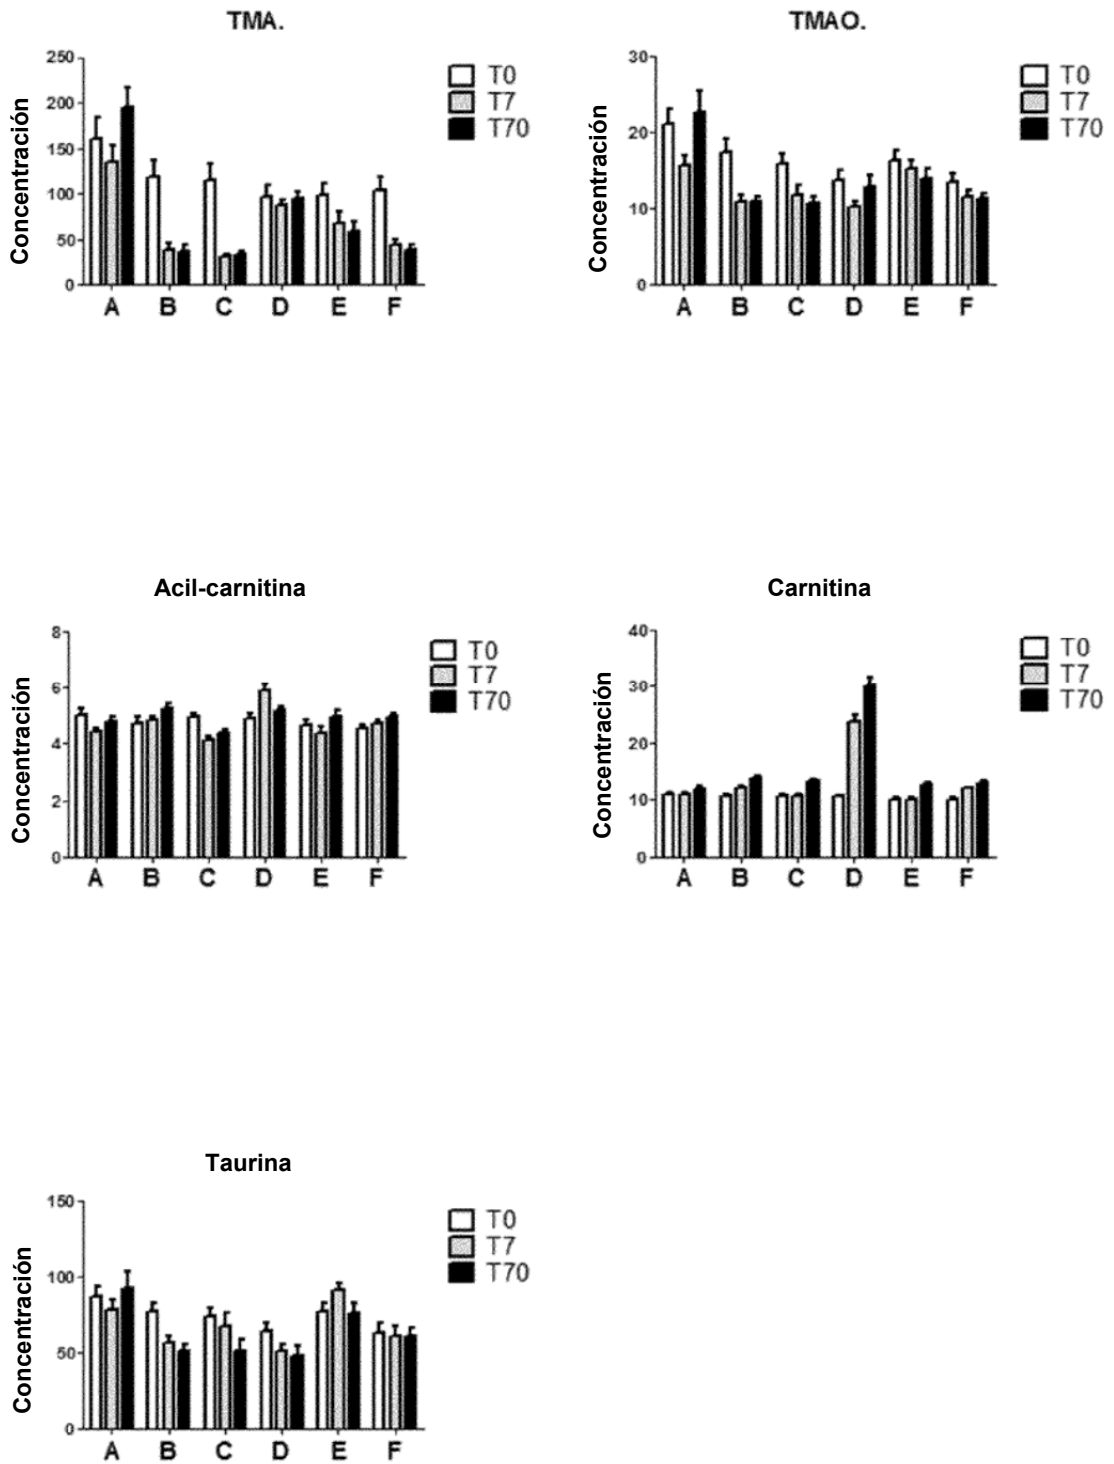 TMA.
Concentración
250
200
150
100
50
0
A B C D E F
T0
T7
T70
TMAO.
Concentración
30
20
10
0
A B C D E F
T0
T7
T70
Acil-carnitina
Concentración
8
6
4
2
0
A B C D E F
T0
T7
T70
Carnitina
Concentración
40
30
20
10
0
A B C D E F
T0
T7
T70
Taurina
Concentración
150
100
50
0
A B C D E F
T0
T7
T70